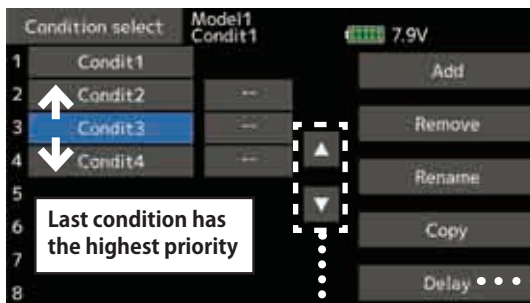 Condition select
Model1
Condit1
7.9V
1 Condit1
2 Condit2 --
3 Condit3 --
4 Condit4 --
5
6
7
8
▲
▼
Add
Remove
Rename
Copy
Delay
Last condition has
the highest priority